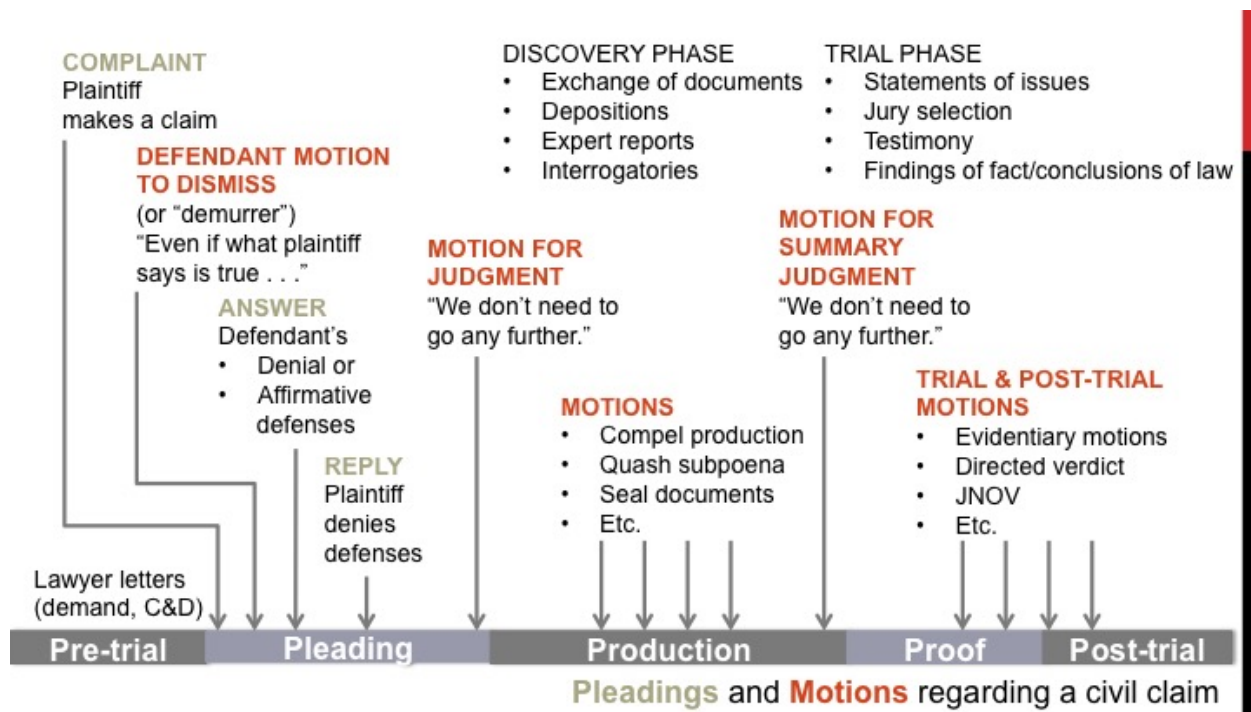 COMPLAINT
Plaintiff
makes a claim
DEFENDANT MOTION
TO DISMISS
(or “demurrer”)
“Even if what plaintiff
says is true . . .”
ANSWER
Defendant’s
• Denial or
• Affirmative
defenses
REPLY
Plaintiff
denies
defenses
Lawyer letters
(demand, C&D)
MOTION FOR
JUDGMENT
“We don’t need to
go any further.”
DISCOVERY PHASE
• Exchange of documents
• Depositions
• Expert reports
• Interrogatories
MOTIONS
• Compel production
• Quash subpoena
• Seal documents
• Etc.
TRIAL PHASE
• Statements of issues
• Jury selection
• Testimony
• Findings of fact/conclusions of law
MOTION FOR
SUMMARY
JUDGMENT
“We don’t need to
go any further.”
TRIAL & POST-TRIAL
MOTIONS
• Evidentiary motions
• Directed verdict
• JNOV
• Etc.
Pre-trial Pleading Production Proof Post-trial
Pleadings and Motions regarding a civil claim